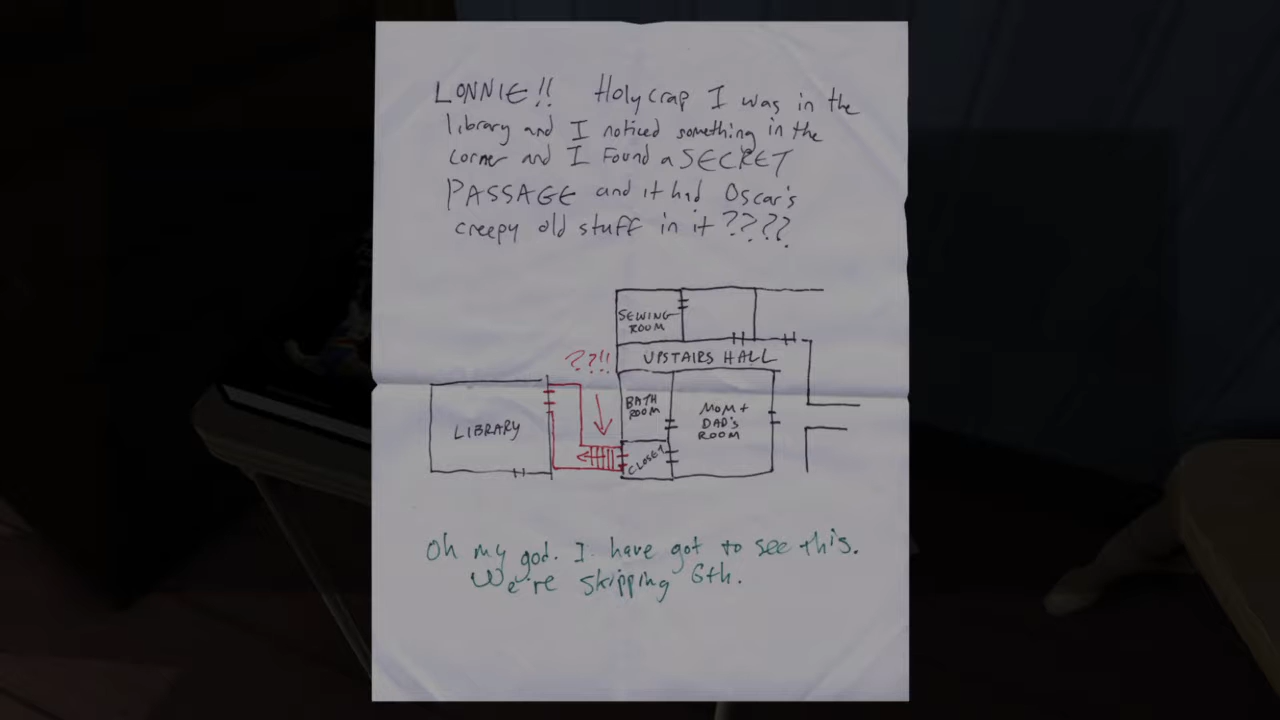 LONNIE!! Holy crap I was in the
library and I noticed something in the
corner and I found a SECRET
PASSAGE and it had Oscar's
creepy old stuff in it ????
SEWING
ROOM
UPSTAIRS HALL
??!!
BATH
ROOM
MOM +
DAD'S
ROOM
LIBRARY
CLOSET
Oh my god. I have got to see this.
We're skipping 6th.